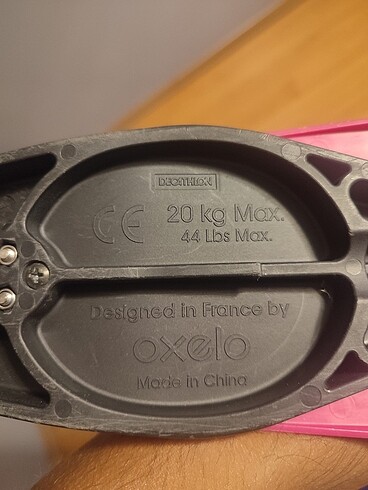 DECATHLON
CE 20 kg Max.
44 Lbs Max.
Designed in France by
oxelo
Made in China